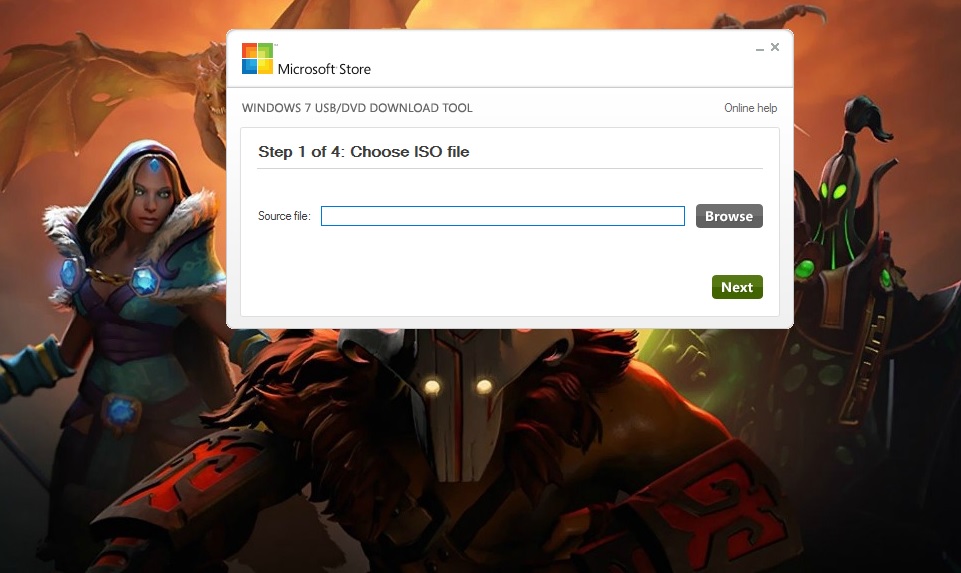 Microsoft Store
WINDOWS 7 USB/DVD DOWNLOAD TOOL
Online help
Step 1 of 4: Choose ISO file
Source file:
Browse
Next